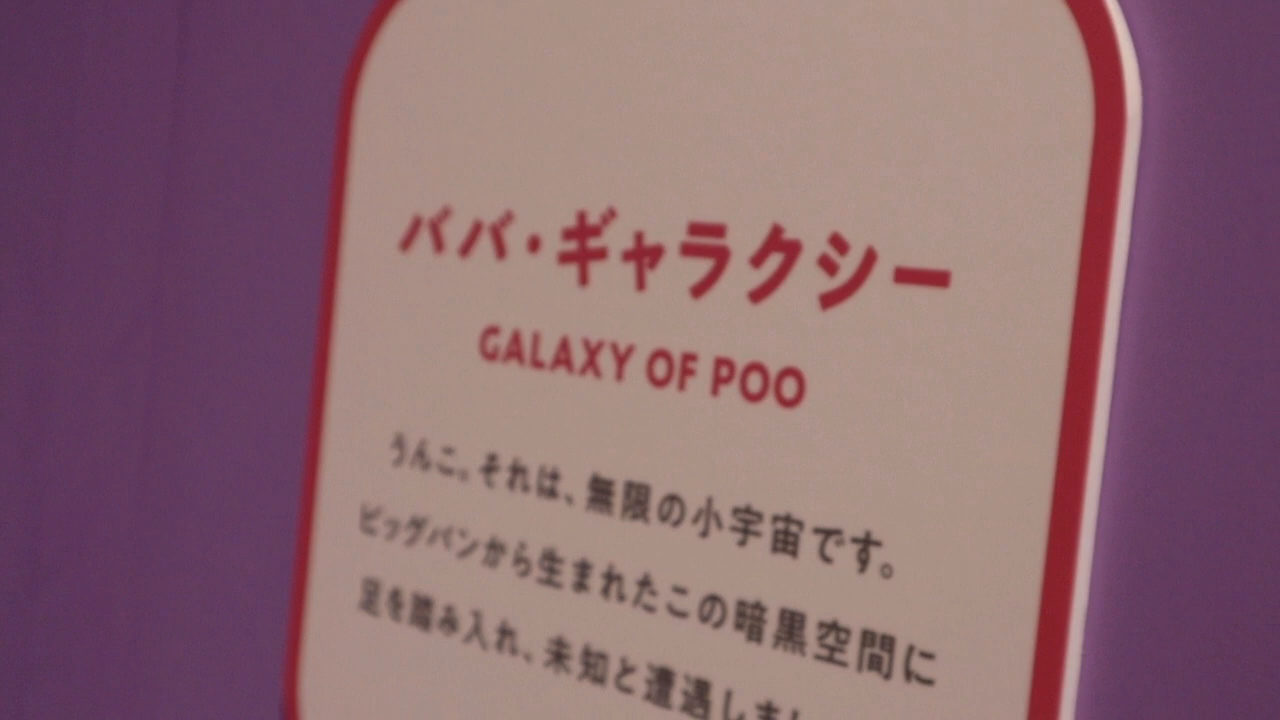 ババ・ギャラクシー
GALAXY OF POO
うんこ。それは、無限の小宇宙です。
ビッグバンから生まれたこの暗黒空間に
足を踏み入れ、未知と遭遇しまし